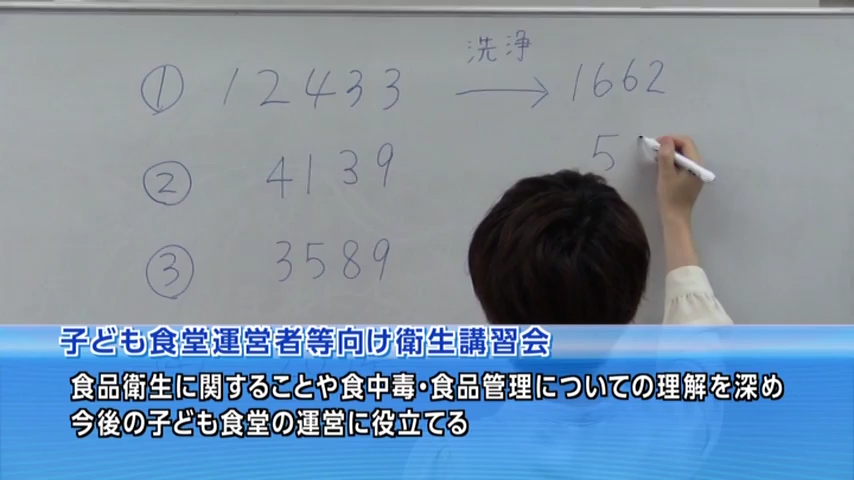 洗浄
① 12433 → 1662
② 4139 5
③ 3589
子ども食堂運営者等向け衛生講習会
食品衛生に関することや食中毒・食品管理についての理解を深め
今後の子ども食堂の運営に役立てる